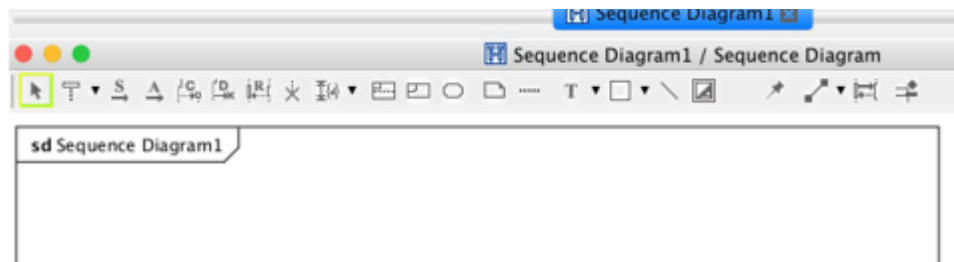 Sequence Diagram1
Sequence Diagram1 / Sequence Diagram
T
sd Sequence Diagram1